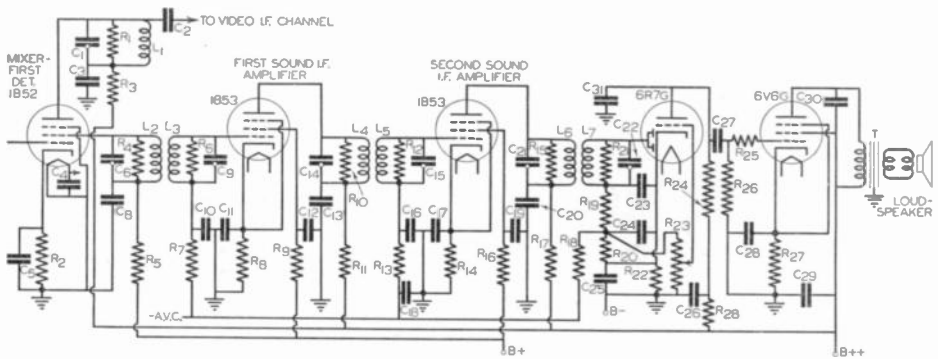 TO VIDEO I.F. CHANNEL
C2
C1
R1
L1
C3
R3
MIXER-
FIRST
DET.
1852
FIRST SOUND I.F.
AMPLIFIER
1853
SECOND SOUND
I.F. AMPLIFIER
1853
C31
6R7G
6V6G
C30
C27
R25
T
LOUD-
SPEAKER
R4
C6
L2
L3
R6
C9
C14
L4
L5
C15
R10
L6
L7
R15
C22
R24
R26
C4
C8
C10
C11
C12
C13
C16
C17
C19
C20
R19
C23
C24
R23
C28
R27
C5
R2
R5
R7
R8
R9
R11
R13
R14
R16
R17
R18
R20
R22
C25
C26
R28
C29
C18
-A.V.C.
B+
B-
B++